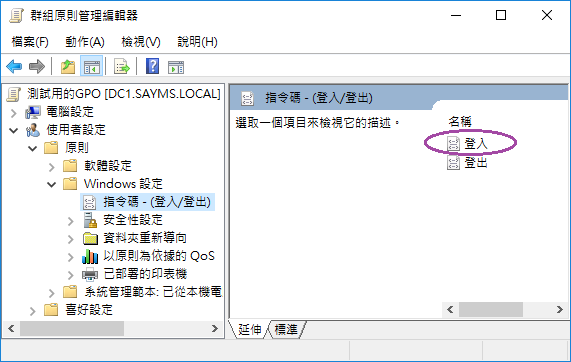 群組原則管理編輯器
檔案(F) 動作(A) 檢視(V) 說明(H)
測試用的GPO [DC1.SAYMS.LOCAL]
電腦設定
使用者設定
原則
軟體設定
Windows 設定
指令碼 - (登入/登出)
安全性設定
資料夾重新導向
以原則為依據的 QoS
已部署的印表機
系統管理範本: 已從本機電
喜好設定
指令碼 - (登入/登出)
選取一個項目來檢視它的描述。
名稱
登入
登出
延伸 標準